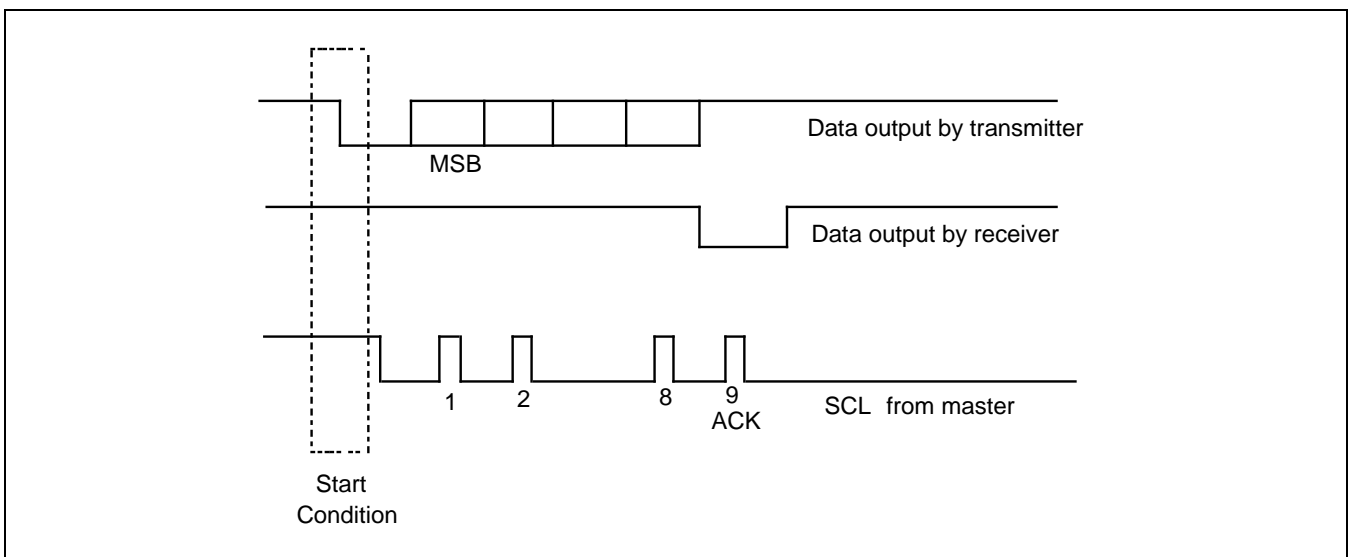 Data output by transmitter
MSB
Data output by receiver
1 2 8 9
ACK
SCL from master
Start
Condition